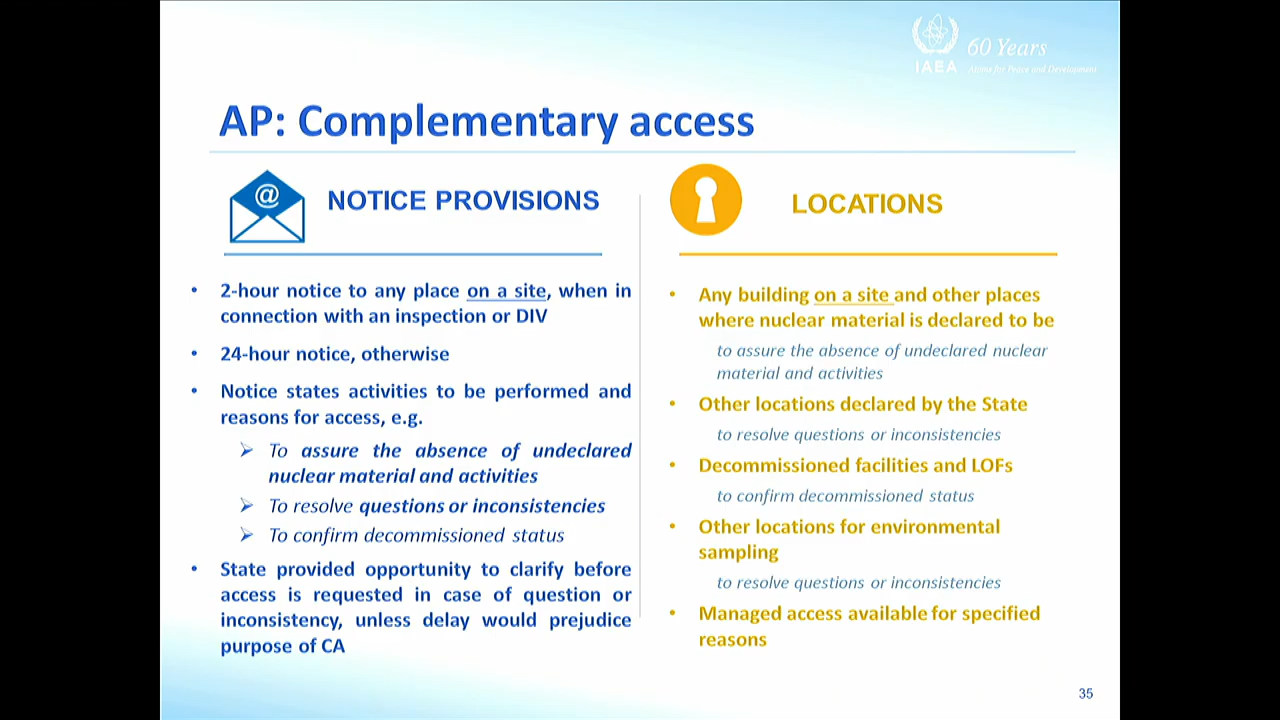 IAEA
60 Years
Atoms for Peace and Development
AP: Complementary access
@
NOTICE PROVISIONS
• 2-hour notice to any place on a site, when in
connection with an inspection or DIV
• 24-hour notice, otherwise
• Notice states activities to be performed and
reasons for access, e.g.
➢ To assure the absence of undeclared
nuclear material and activities
➢ To resolve questions or inconsistencies
➢ To confirm decommissioned status
• State provided opportunity to clarify before
access is requested in case of question or
inconsistency, unless delay would prejudice
purpose of CA
LOCATIONS
• Any building on a site and other places
where nuclear material is declared to be
to assure the absence of undeclared nuclear
material and activities
• Other locations declared by the State
to resolve questions or inconsistencies
• Decommissioned facilities and LOFs
to confirm decommissioned status
• Other locations for environmental
sampling
to resolve questions or inconsistencies
• Managed access available for specified
reasons
35